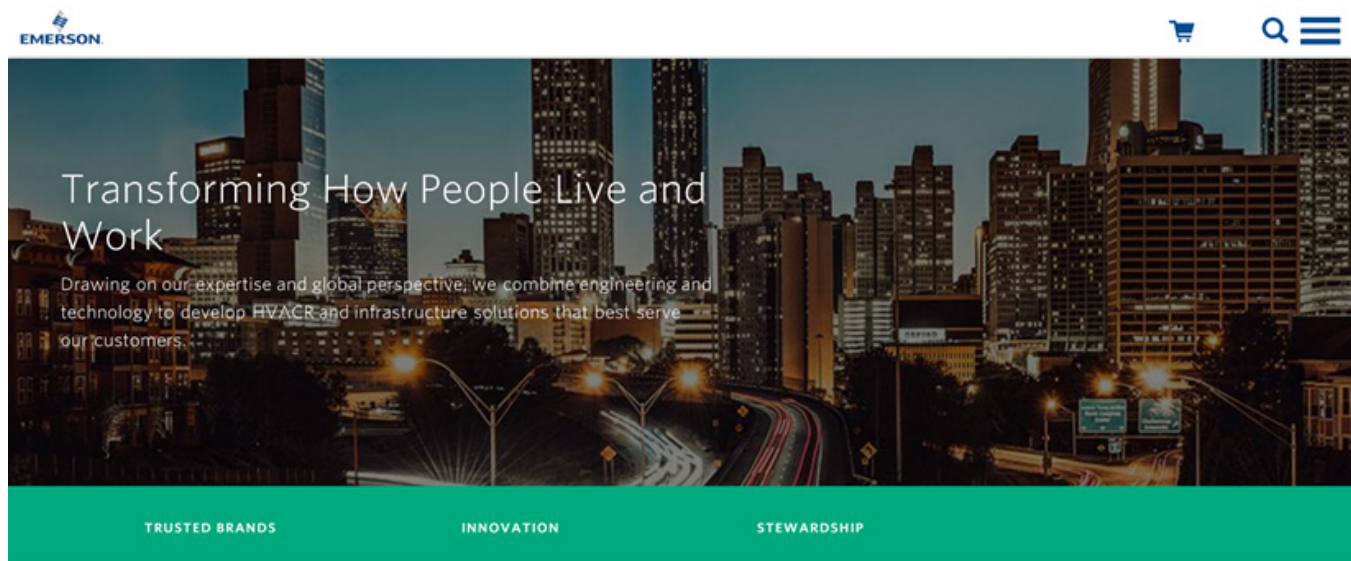 EMERSON.
Transforming How People Live and
Work
Drawing on our expertise and global perspective, we combine engineering and
technology to develop HVACR and infrastructure solutions that best serve
our customers.
OXFORD
TRUSTED BRANDS
INNOVATION
STEWARDSHIP